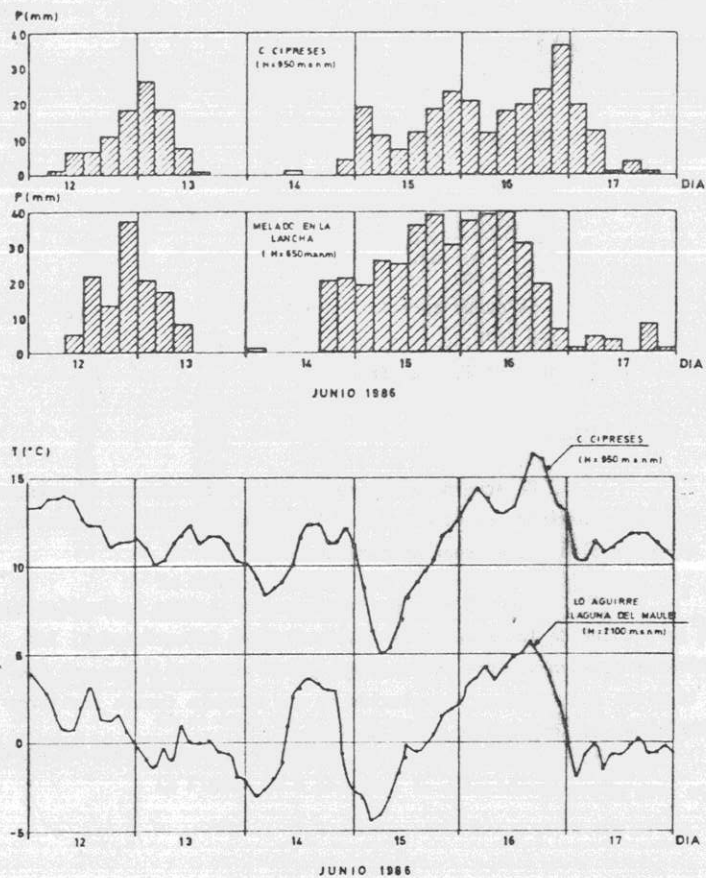 P(mm)
40
30
20
10
0
C CIPRESES
(H=950 m.s.n.m)
12
13
14
15
16
17
DIA
P(mm)
40
30
20
10
0
MELADO EN LA
LANCHA
( H=650 m.s.n.m)
12
13
14
15
16
17
DIA
JUNIO 1986
T(°C)
15
10
5
0
-5
C CIPRESES
(H= 950 m.s.n.m)
LO AGUIRRE
(LAGUNA DEL MAULE)
(H= 2100 m.s.n.m)
12
13
14
15
16
17
DIA
JUNIO 1986